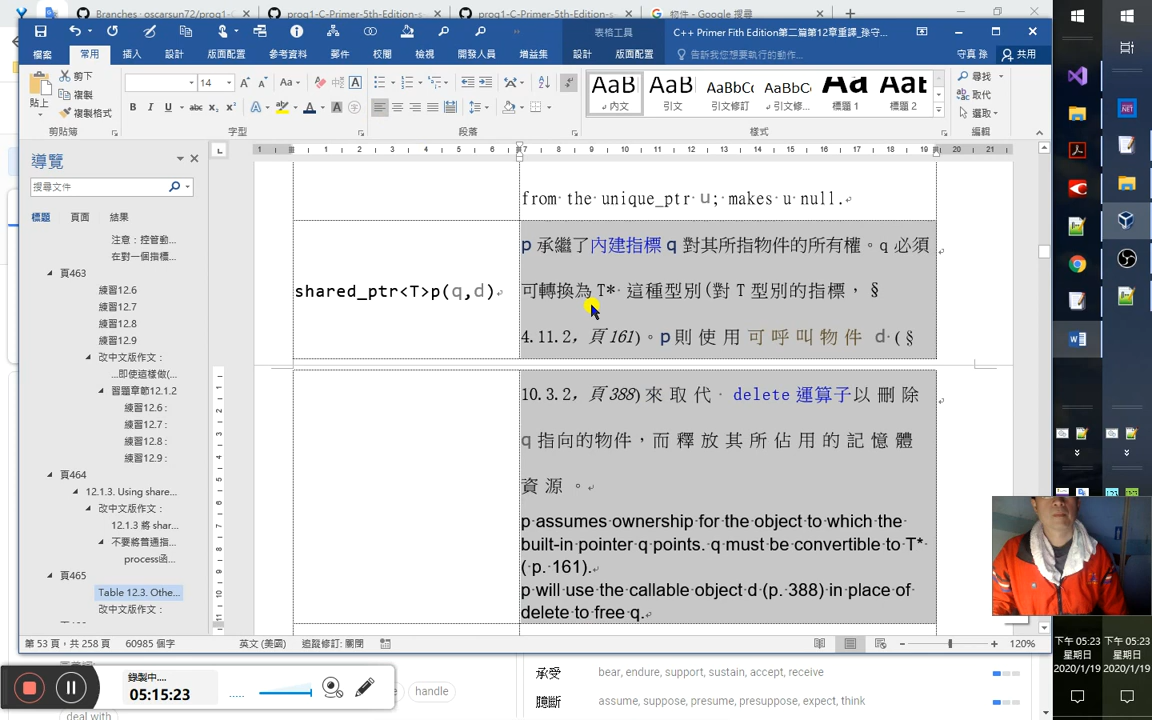 Branches · oscarsun72/prog1-C
prog1-C-Primer-5th-Edition-s
prog1-C-Primer-5th-Edition-s
物件 - Google 搜尋
表格工具
C++ Primer Fifth Edition第二篇第12章重譯_孫守...
檔案
常用
插入
設計
版面配置
參考資料
郵件
校閱
檢視
開發人員
增益集
設計
版面配置
告訴我您想要執行的動作...
守真 孫
共用
貼上
剪下
複製
複製格式
剪貼簿
14
字型
段落
AaB
內文
AaB
引文
AaBbCc
引文修訂
AaBbCc
引文修...
Aa
標題 1
Aat
標題 2
樣式
尋找
取代
選取
編輯
導覽
搜尋文件
標題
頁面
結果
注意：控管動...
在對一個指標...
頁463
練習12.6
練習12.7
練習12.8
練習12.9
改中文版作文：
...即使這樣做(...
習題章節12.1.2
練習12.6：
練習12.7：
練習12.8：
練習12.9：
頁464
12.1.3. Using share...
改中文版作文：
12.1.3 將 shar...
不要將普通指...
process函...
頁465
Table 12.3. Othe...
改中文版作文：
from the unique_ptr u; makes u null.
shared_ptr<T>p(q,d)
p 承繼了內建指標 q 對其所指物件的所有權。q 必須
可轉換為 T* 這種型別(對 T 型別的指標，§
4.11.2，頁161)。p則使用可呼叫物件 d (§
10.3.2，頁388)來取代 delete 運算子以刪除
q 指向的物件，而釋放其所佔用的記憶體
資源。
p assumes ownership for the object to which the
built-in pointer q points. q must be convertible to T*
( p. 161).
p will use the callable object d (p. 388) in place of
delete to free q.
第 53 頁，共 258 頁
60985 個字
英文 (美國)
追蹤修訂: 關閉
120%
錄製中....
05:15:23
handle
deal with
承受
bear, endure, support, sustain, accept, receive
臆斷
assume, suppose, presume, presuppose, expect, think
下午 05:23
星期日
2020/1/19
下午 05:23
星期日
2020/1/19